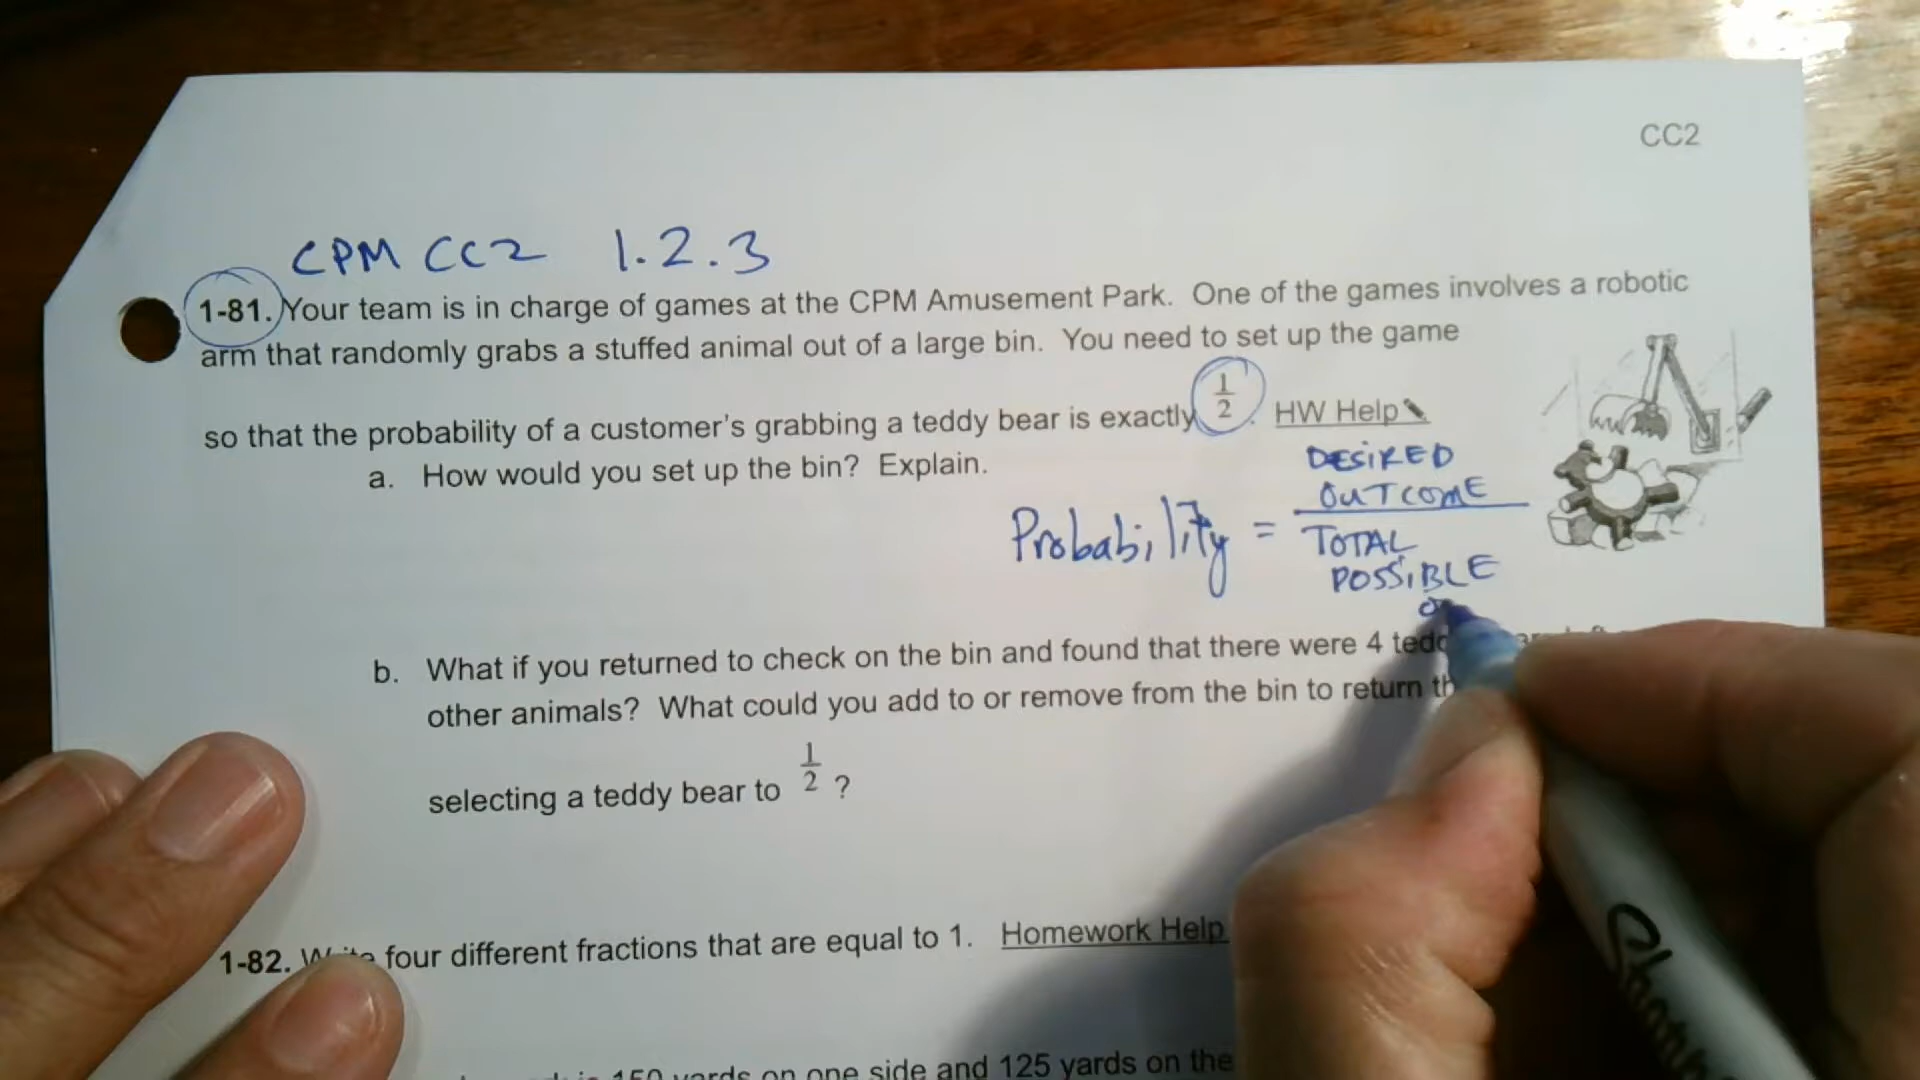 CC2
CPM CC2 1.2.3
1-81. Your team is in charge of games at the CPM Amusement Park. One of the games involves a robotic
arm that randomly grabs a stuffed animal out of a large bin. You need to set up the game
so that the probability of a customer's grabbing a teddy bear is exactly 1/2. HW Help
a. How would you set up the bin? Explain.
DESIRED
OUTCOME
Probability =
TOTAL
POSSIBLE
b. What if you returned to check on the bin and found that there were 4
other animals? What could you add to or remove from the bin to return
selecting a teddy bear to 1/2 ?
1-82. four different fractions that are equal to 1. Homework Help
150 yards on one side and 125 yards on the
Sharp